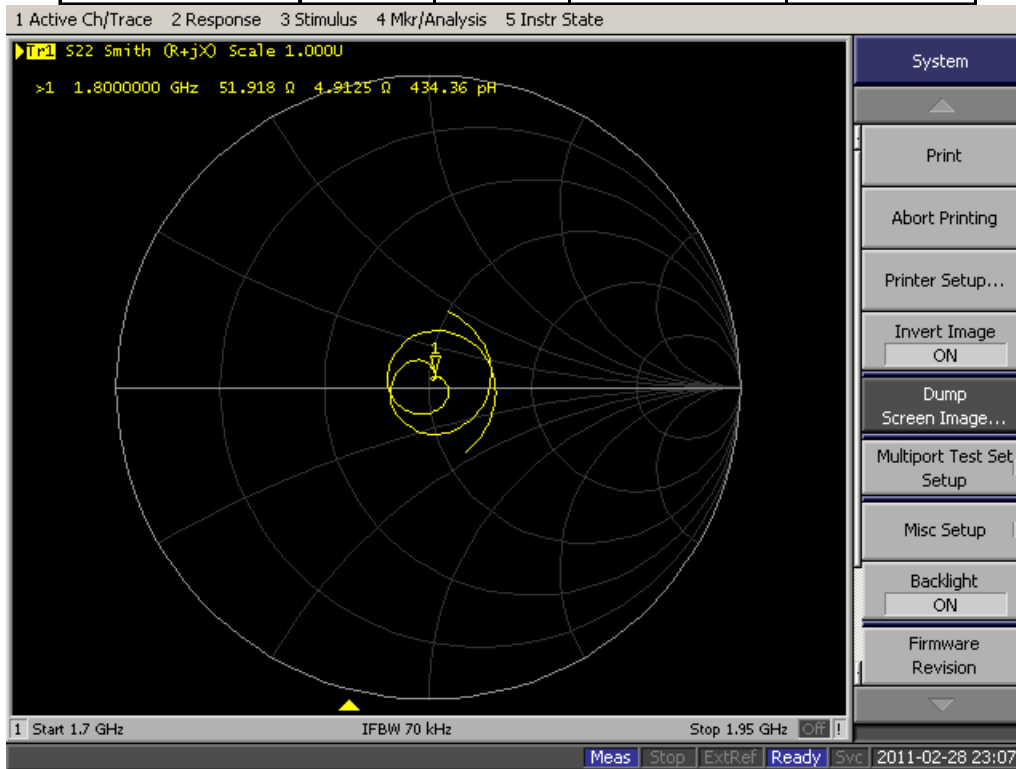 1 Active Ch/Trace 2 Response 3 Stimulus 4 Mkr/Analysis 5 Instr State
Tr1 S22 Smith (R+jX) Scale 1.000U
>1 1.8000000 GHz 51.918 Ω 4.9125 Ω 434.36 pH
1
System
Print
Abort Printing
Printer Setup...
Invert Image
ON
Dump
Screen Image...
Multiport Test Set
Setup
Misc Setup
Backlight
ON
Firmware
Revision
1 Start 1.7 GHz IFBW 70 kHz Stop 1.95 GHz Off !
Meas Stop ExtRef Ready Svc 2011-02-28 23:07